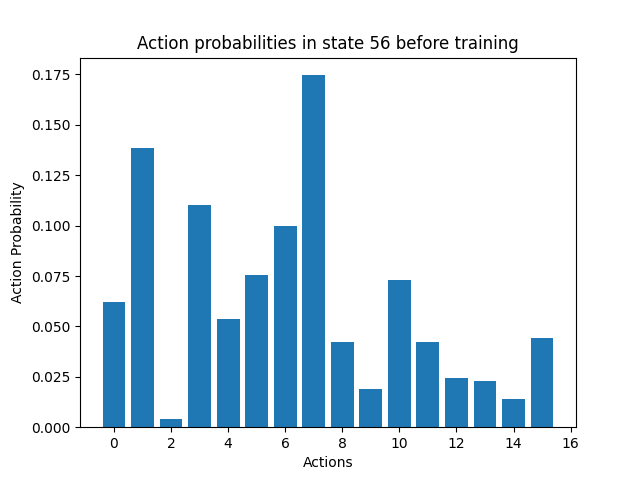 Action probabilities in state 56 before training
0.175
0.150
0.125
0.100
0.075
0.050
0.025
0.000
Action Probability
0 2 4 6 8 10 12 14 16
Actions